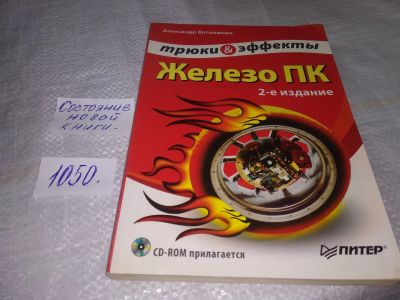 Александр Ватаманюк
трюки & эффекты
Железо ПК
2-е издание
Состояние
новой
книги.
1050.
CD-ROM прилагается
ПИТЕР